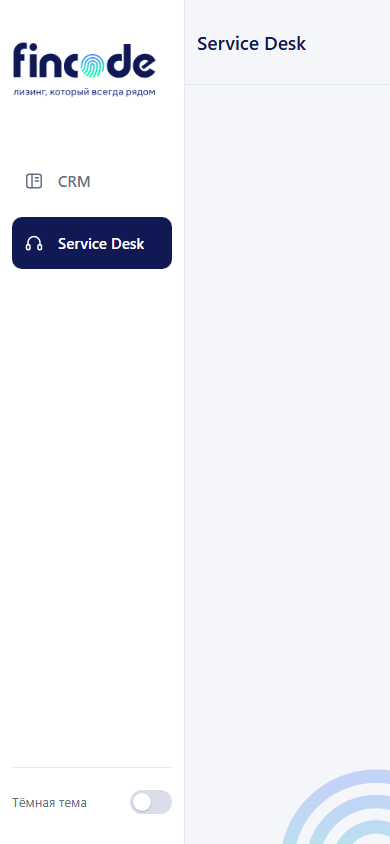 fincode
лизинг, который всегда рядом
Service Desk
CRM
Service Desk
Тёмная тема